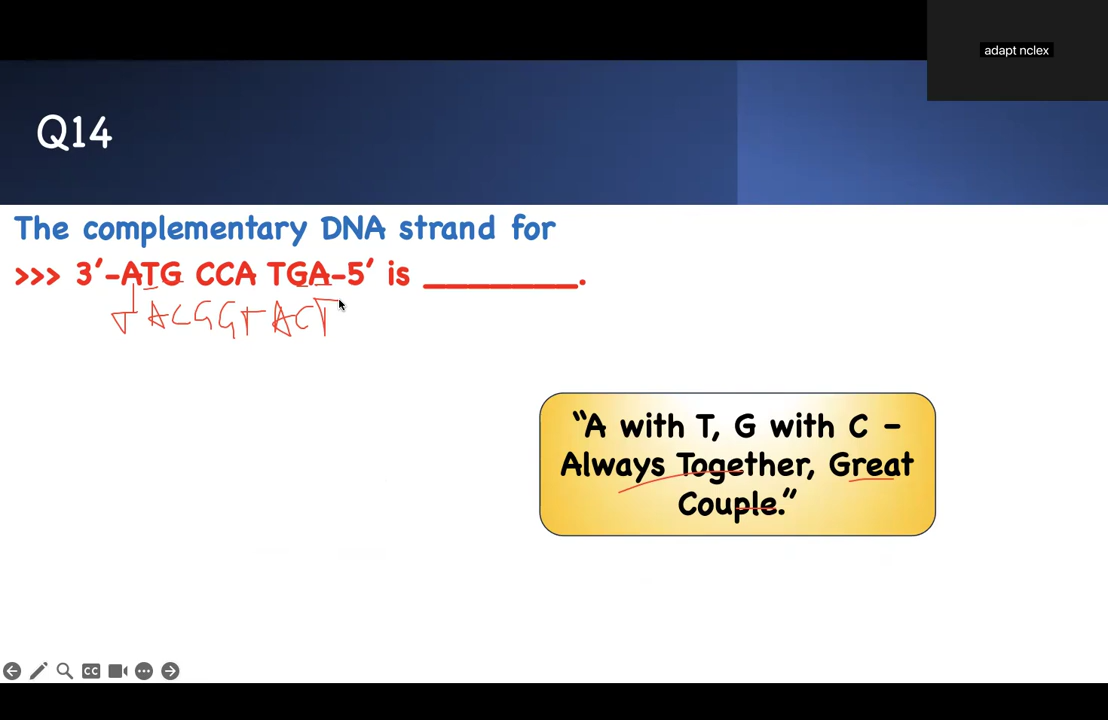 adapt nclex
Q14
The complementary DNA strand for
>>> 3′-ATG CCA TGA-5′ is ________.
TACGGTACT
“A with T, G with C –
Always Together, Great
Couple.”
CC